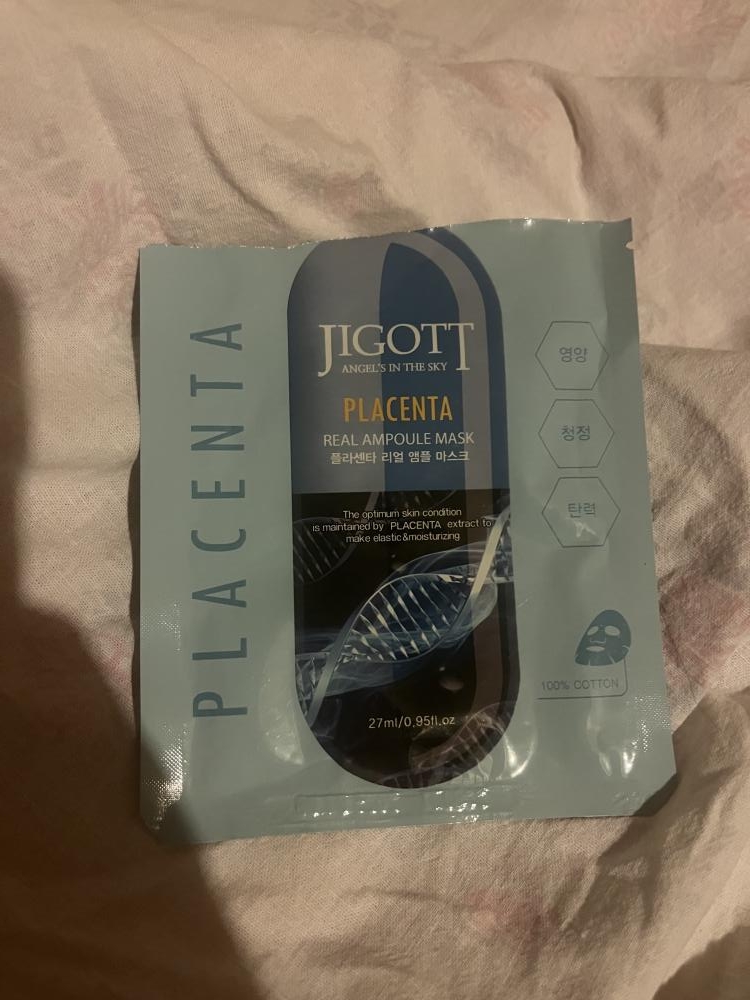 PLACENTA
JIGOTT
ANGEL'S IN THE SKY
PLACENTA
REAL AMPOULE MASK
플라센타 리얼 앰플 마스크
The optimum skin condition
is maintained by PLACENTA extract to
make elastic&moisturizing
27ml/0.95fl.oz
영양
청정
탄력
100% COTTON